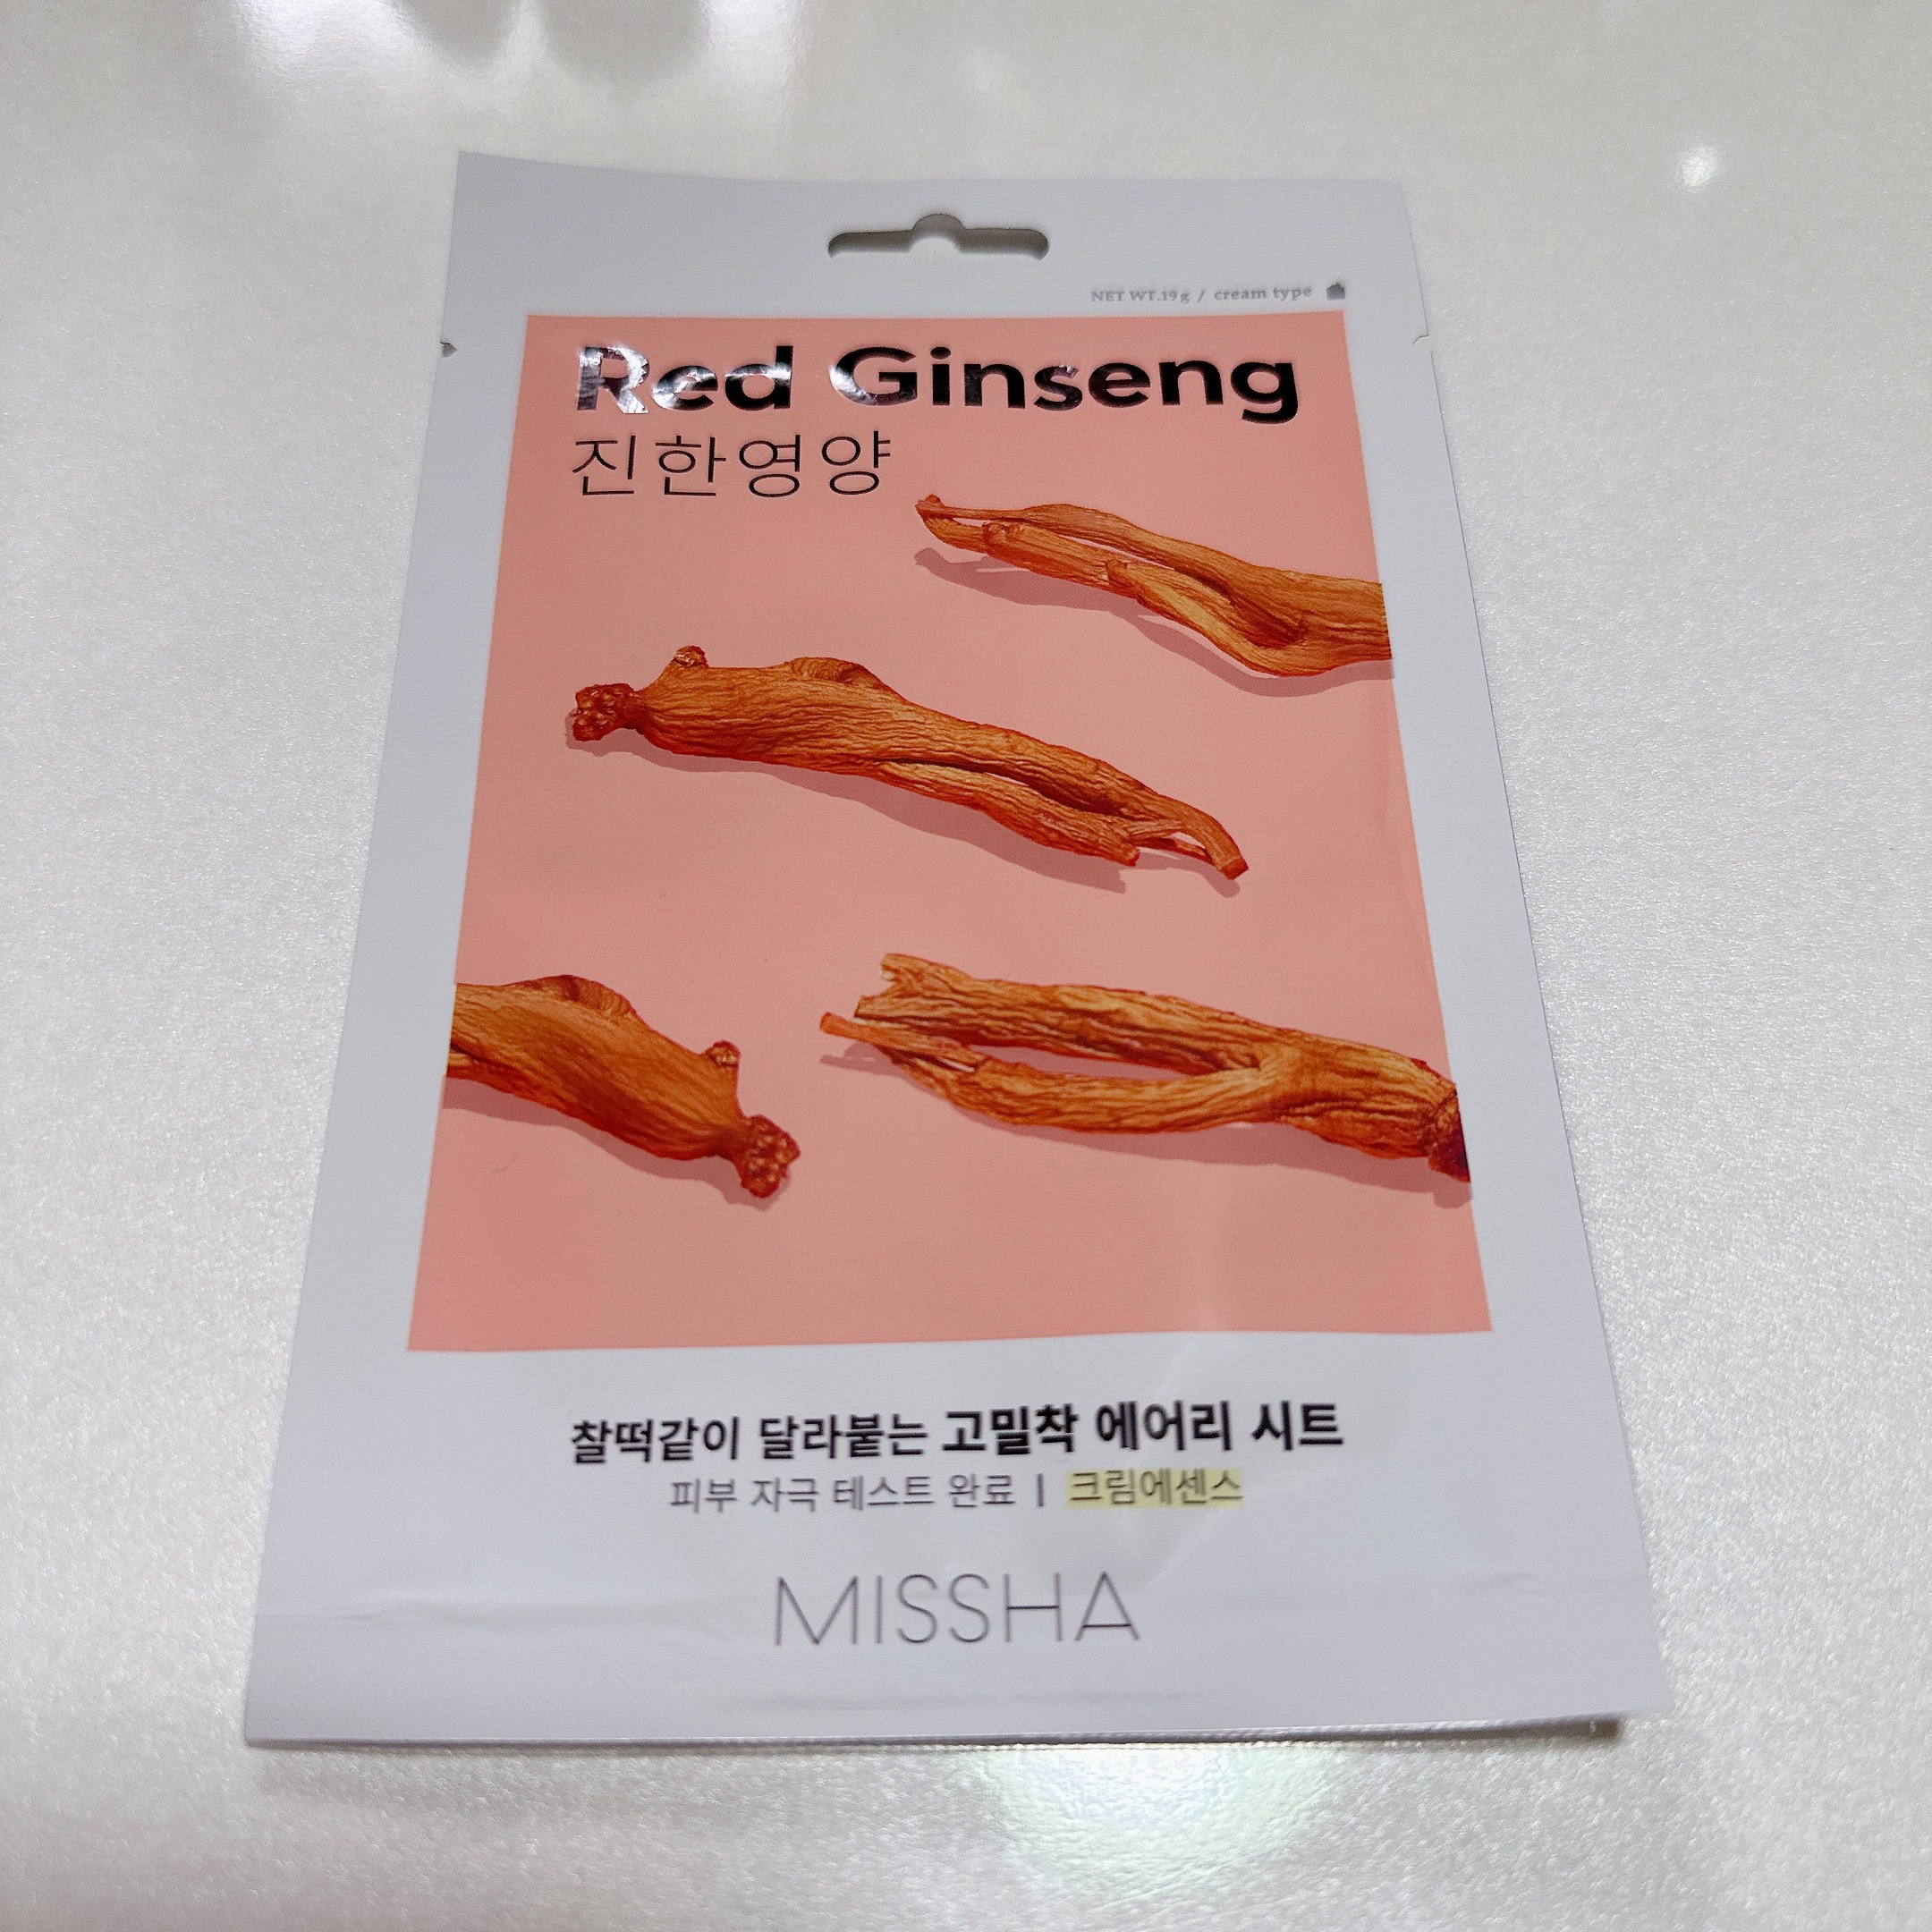 NET WT.19g / cream type
Red Ginseng
진한영양
찰떡같이 달라붙는 고밀착 에어리 시트
피부 자극 테스트 완료 | 크림에센스
MISSHA